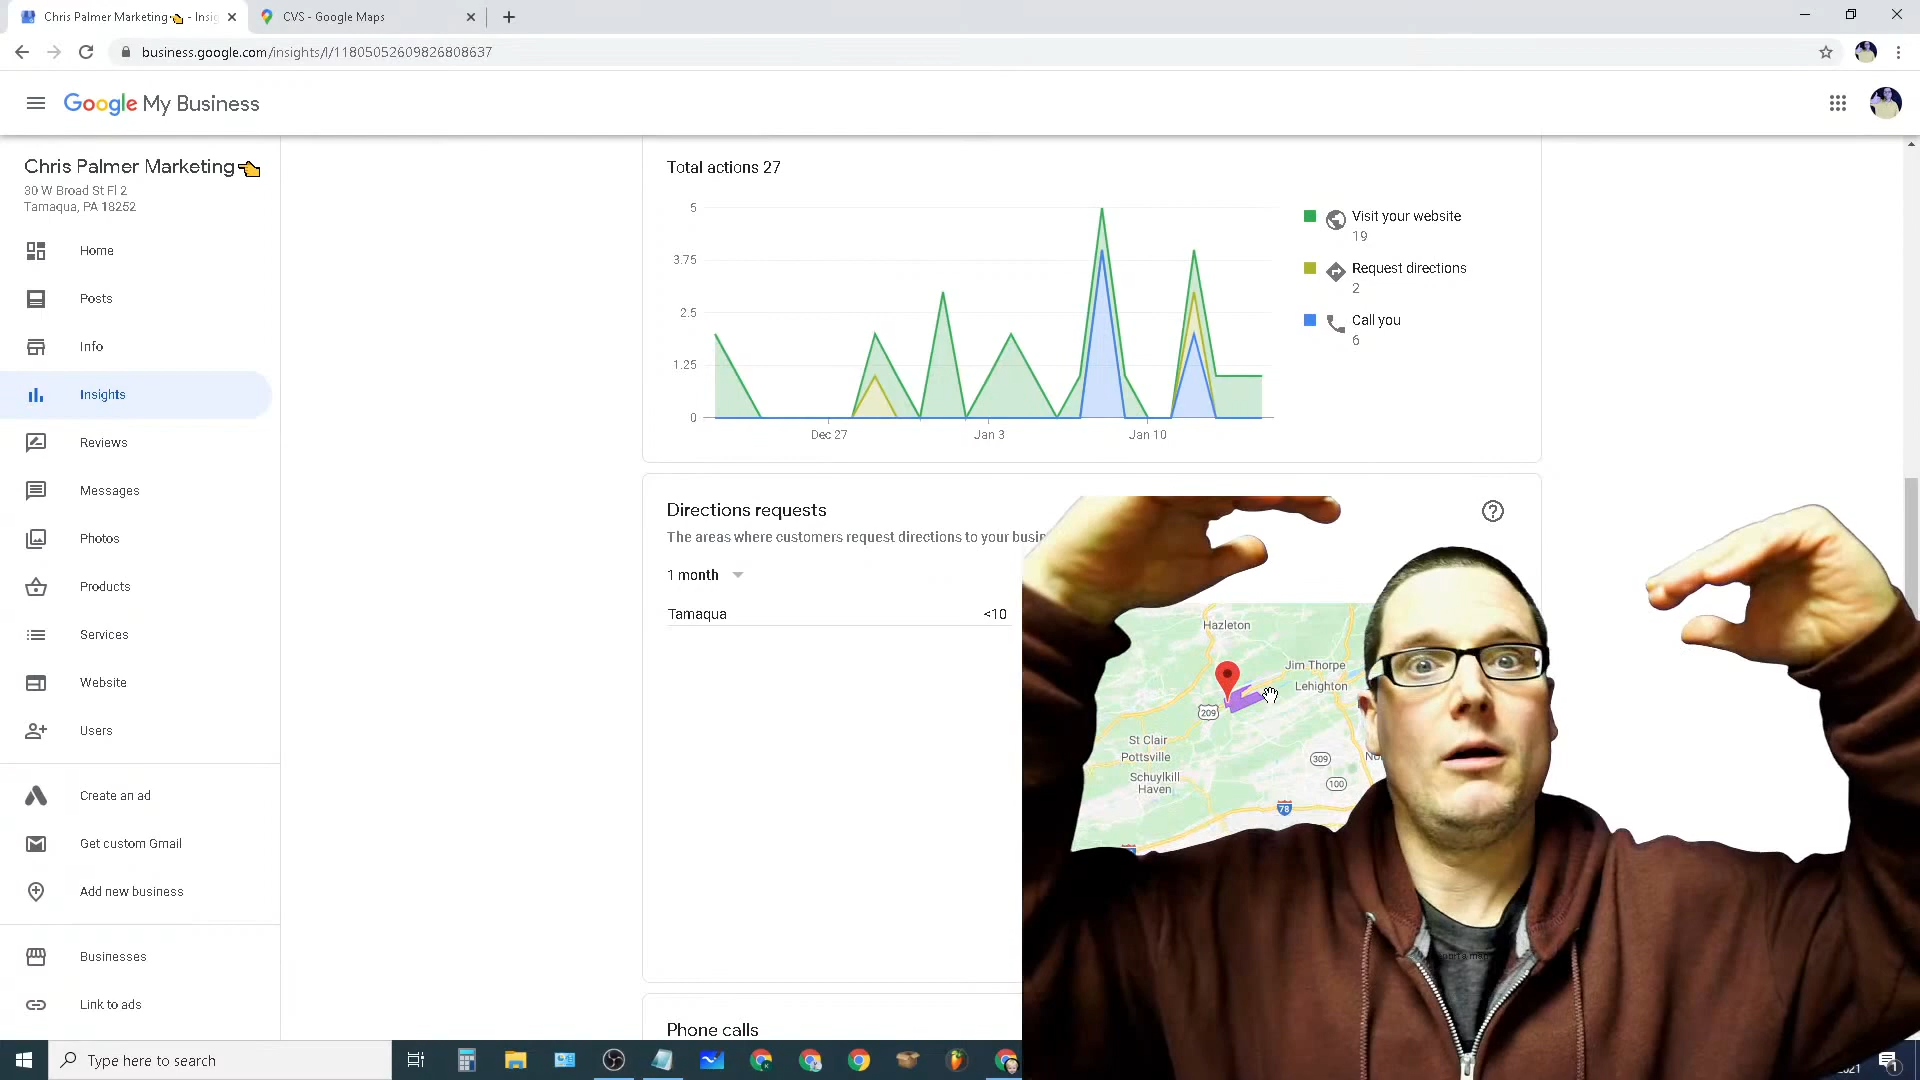 Chris Palmer Marketing - Insig
CVS - Google Maps
business.google.com/insights/l/11805052609826808637
Google My Business
Chris Palmer Marketing
30 W Broad St Fl 2
Tamaqua, PA 18252
Home
Posts
Info
Insights
Reviews
Messages
Photos
Products
Services
Website
Users
Create an ad
Get custom Gmail
Add new business
Businesses
Link to ads
Total actions 27
5
3.75
2.5
1.25
0
Dec 27
Jan 3
Jan 10
Visit your website
19
Request directions
2
Call you
6
Directions requests
The areas where customers request directions to your
1 month
Tamaqua
<10
Hazleton
Jim Thorpe
Lehighton
209
St Clair
Pottsville
309
Schuylkill
Haven
100
78
Phone calls
Type here to search
1